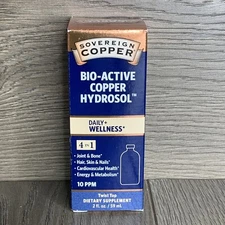 SOVEREIGN
COPPER
BIO-ACTIVE
COPPER
HYDROSOL™
DAILY+
WELLNESS*
4 IN 1
• Joint & Bone*
• Hair, Skin & Nails*
• Cardiovascular Health*
• Energy & Metabolism*
10 PPM
Twist Top
DIETARY SUPPLEMENT
2 fl. oz. / 59 mL